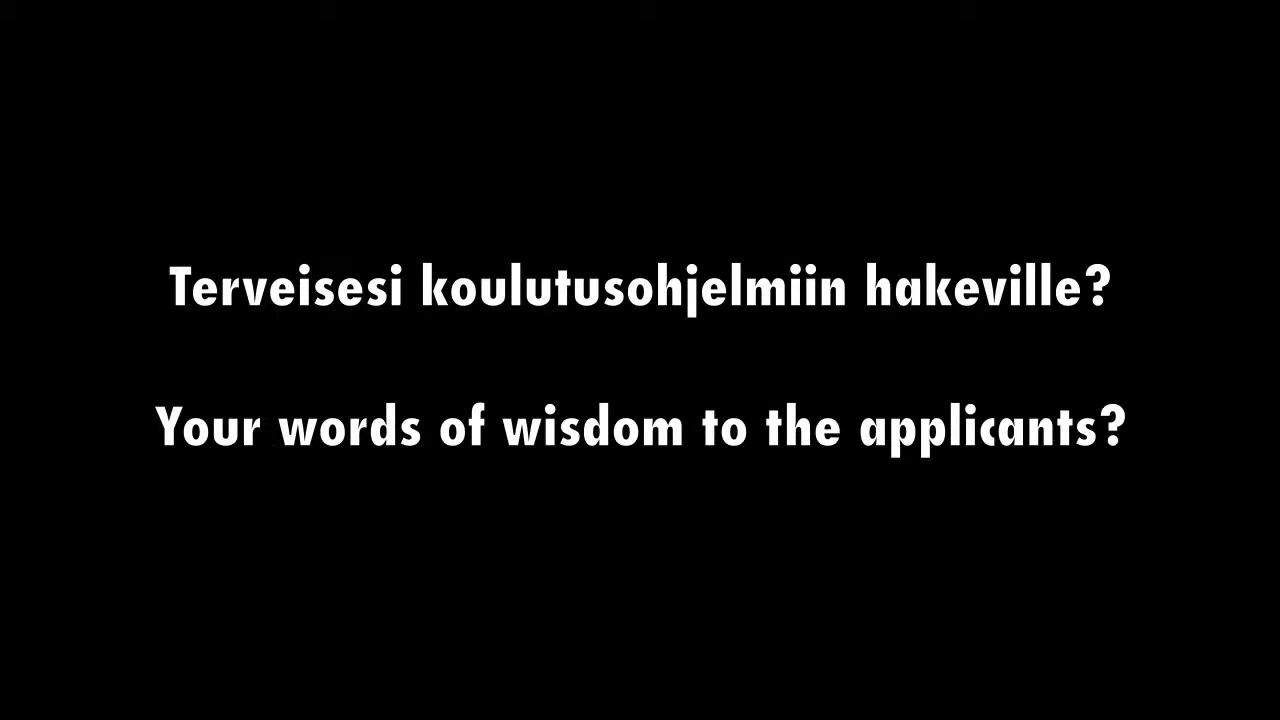 Terveisesi koulutusohjelmiin hakeville?
Your words of wisdom to the applicants?